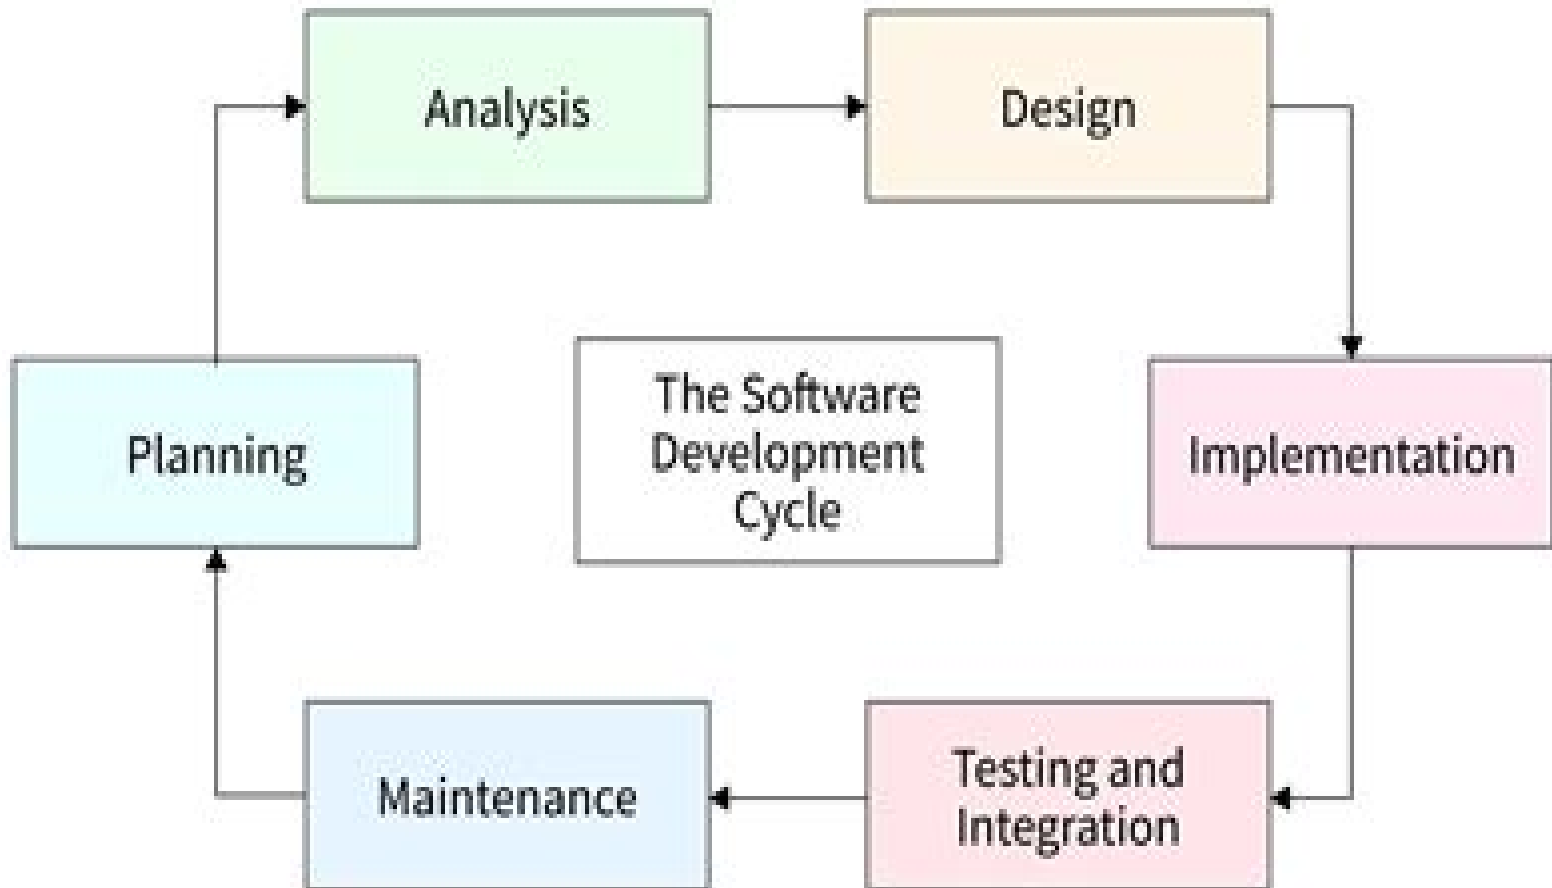 Analysis
Design
Planning
The Software
Development
Cycle
Implementation
Maintenance
Testing and
Integration